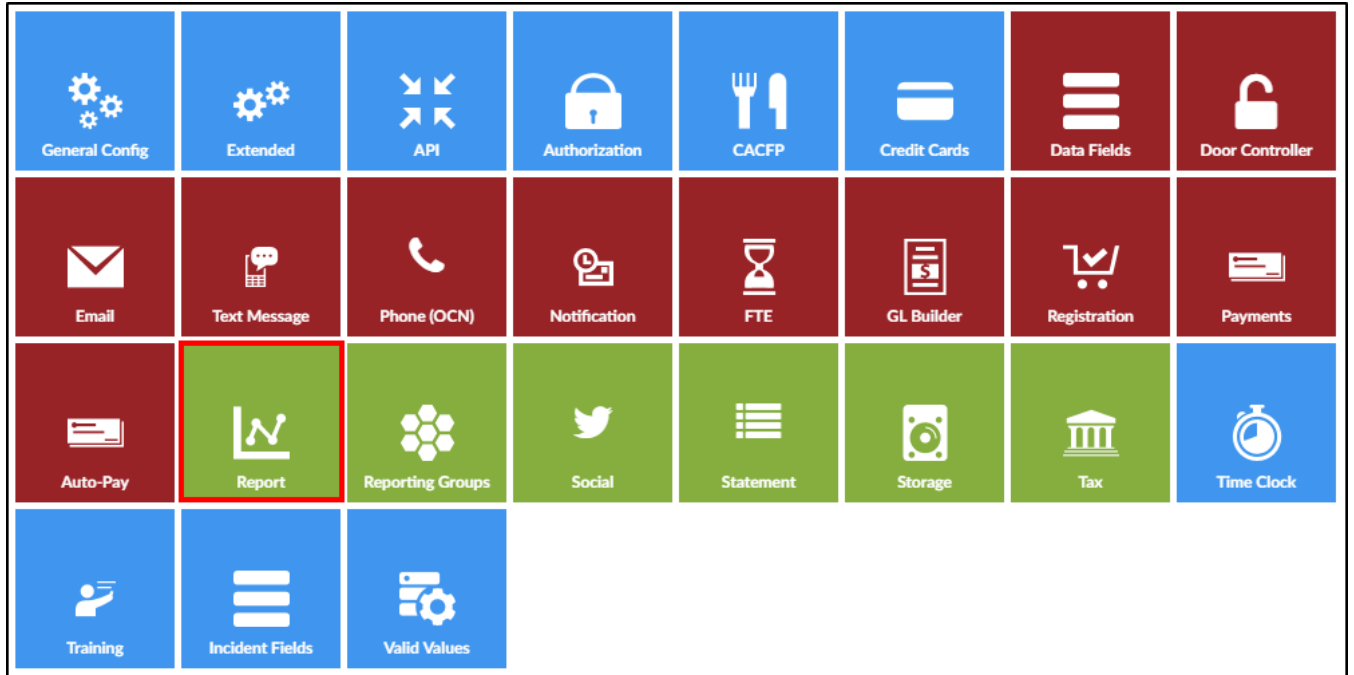 General Config
Extended
API
Authorization
CACFP
Credit Cards
Data Fields
Door Controller
Email
Text Message
Phone (OCN)
Notification
FTE
$
GL Builder
Registration
Payments
Auto-Pay
Report
Reporting Groups
Social
Statement
Storage
Tax
Time Clock
Training
Incident Fields
Valid Values